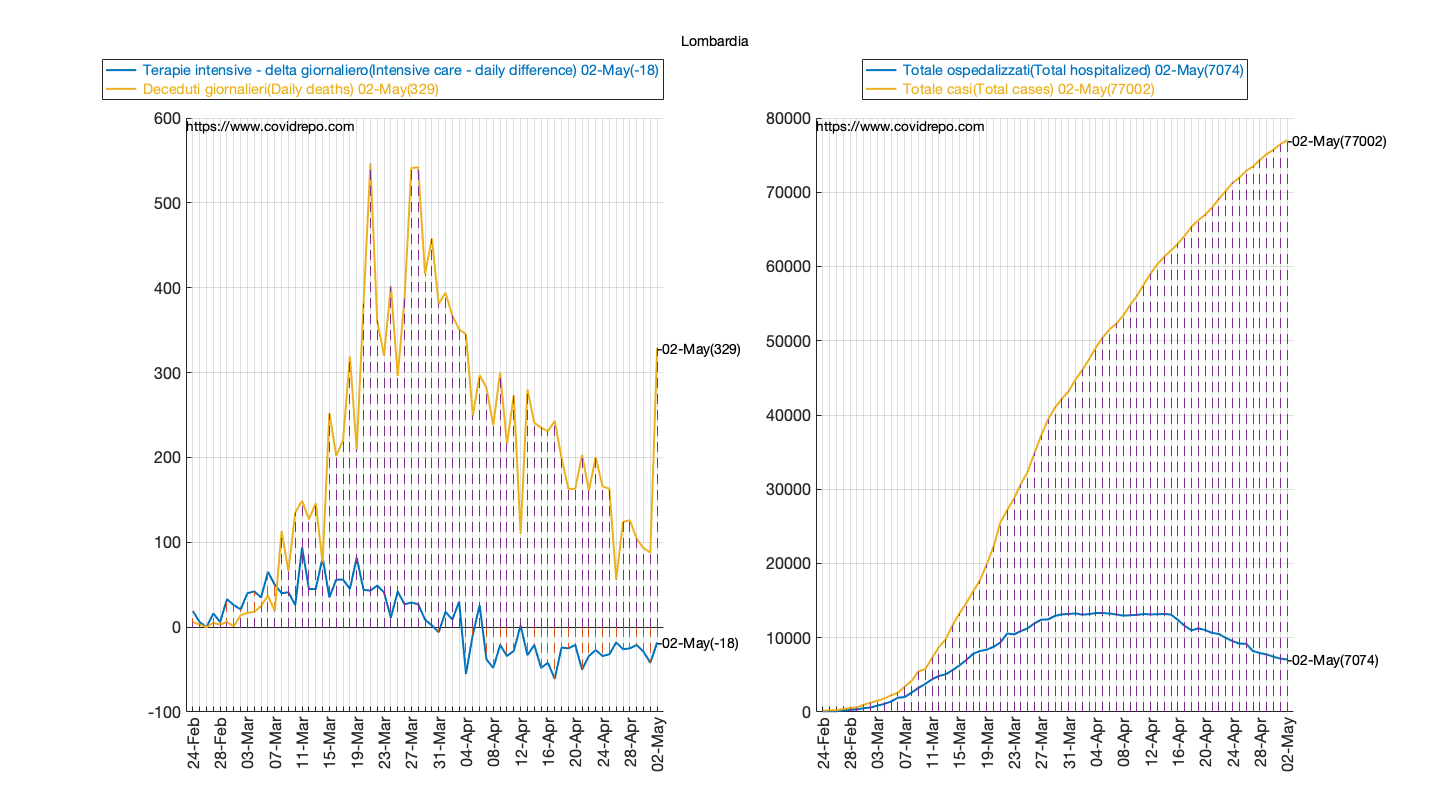 Lombardia
Terapie intensive - delta giornaliero(Intensive care - daily difference) 02-May(-18)
Deceduti giornalieri(Daily deaths) 02-May(329)
600
https://www.covidrepo.com
500
400
300
200
100
0
-100
02-May(329)
02-May(-18)
24-Feb
28-Feb
03-Mar
07-Mar
11-Mar
15-Mar
19-Mar
23-Mar
27-Mar
31-Mar
04-Apr
08-Apr
12-Apr
16-Apr
20-Apr
24-Apr
28-Apr
02-May
Totale ospedalizzati(Total hospitalized) 02-May(7074)
Totale casi(Total cases) 02-May(77002)
80000
https://www.covidrepo.com
70000
60000
50000
40000
30000
20000
10000
0
02-May(77002)
02-May(7074)
24-Feb
28-Feb
03-Mar
07-Mar
11-Mar
15-Mar
19-Mar
23-Mar
27-Mar
31-Mar
04-Apr
08-Apr
12-Apr
16-Apr
20-Apr
24-Apr
28-Apr
02-May